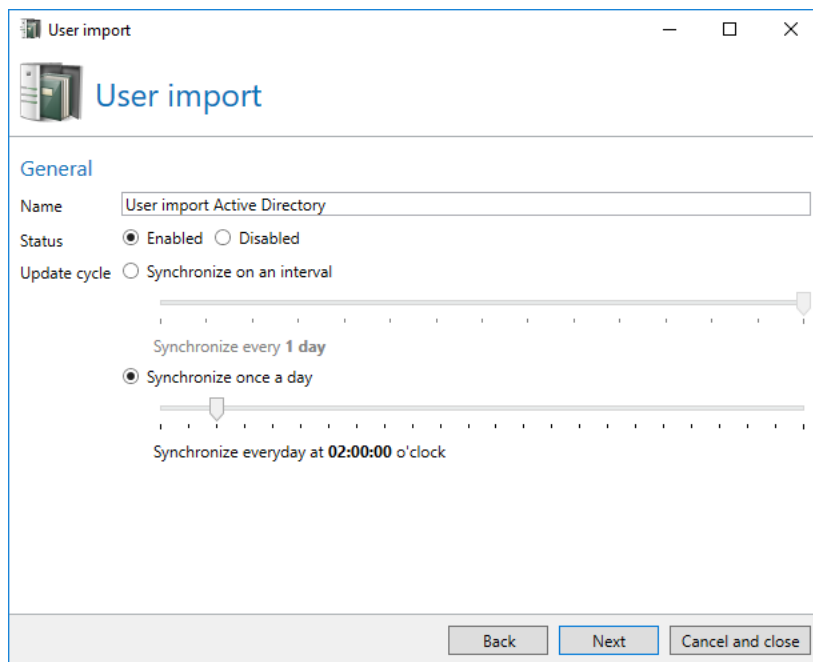 User import
User import
General
Name User import Active Directory
Status Enabled Disabled
Update cycle Synchronize on an interval
Synchronize every 1 day
Synchronize once a day
Synchronize everyday at 02:00:00 o'clock
Back Next Cancel and close